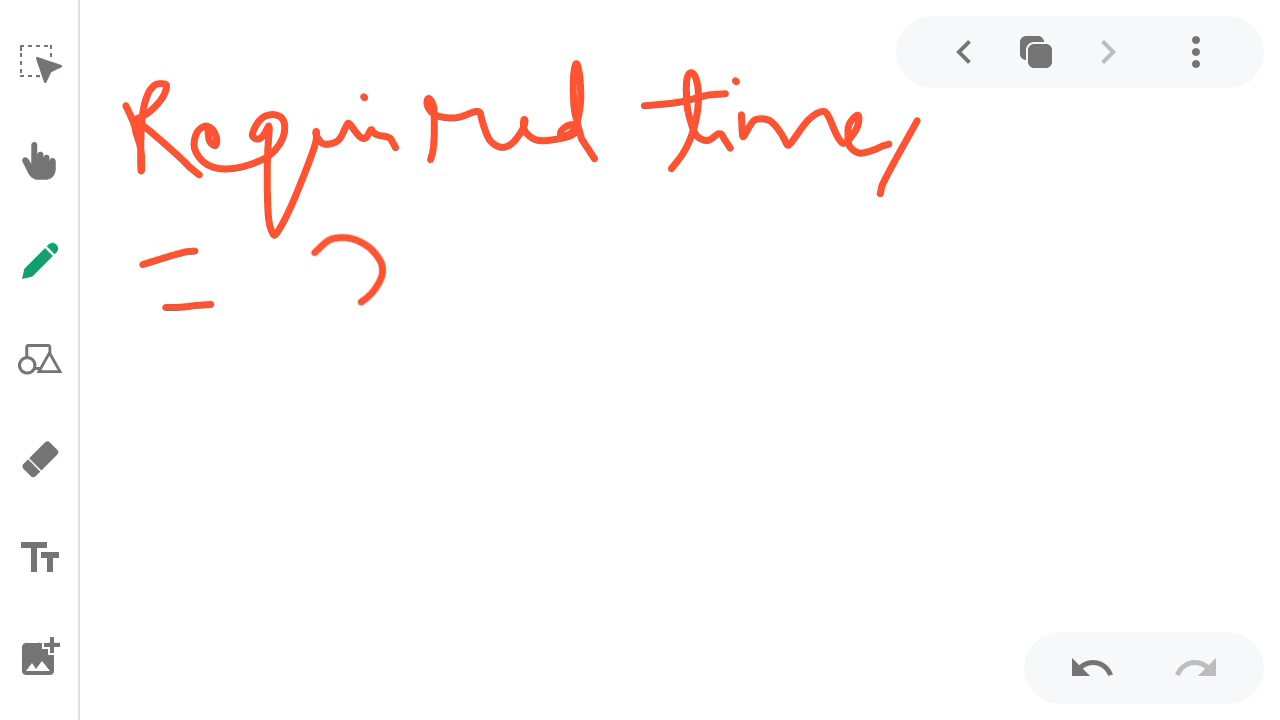 Required time,
=